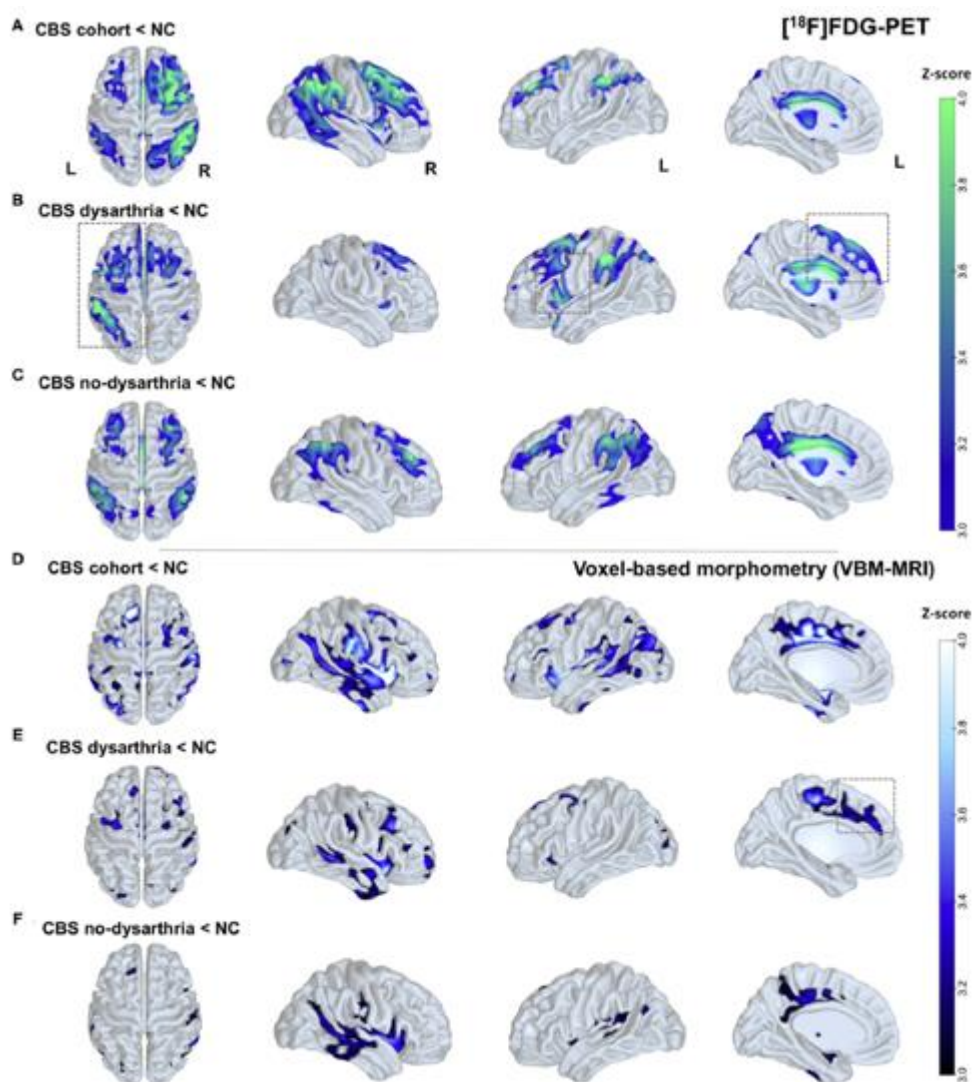 A CBS cohort < NC
[¹⁸F]FDG-PET
Z-score
4.0
3.8
3.6
3.4
3.2
3.0
L R R L L
B CBS dysarthria < NC
C CBS no-dysarthria < NC
D CBS cohort < NC
Voxel-based morphometry (VBM-MRI)
Z-score
4.0
3.8
3.6
3.4
3.2
3.0
E CBS dysarthria < NC
F CBS no-dysarthria < NC